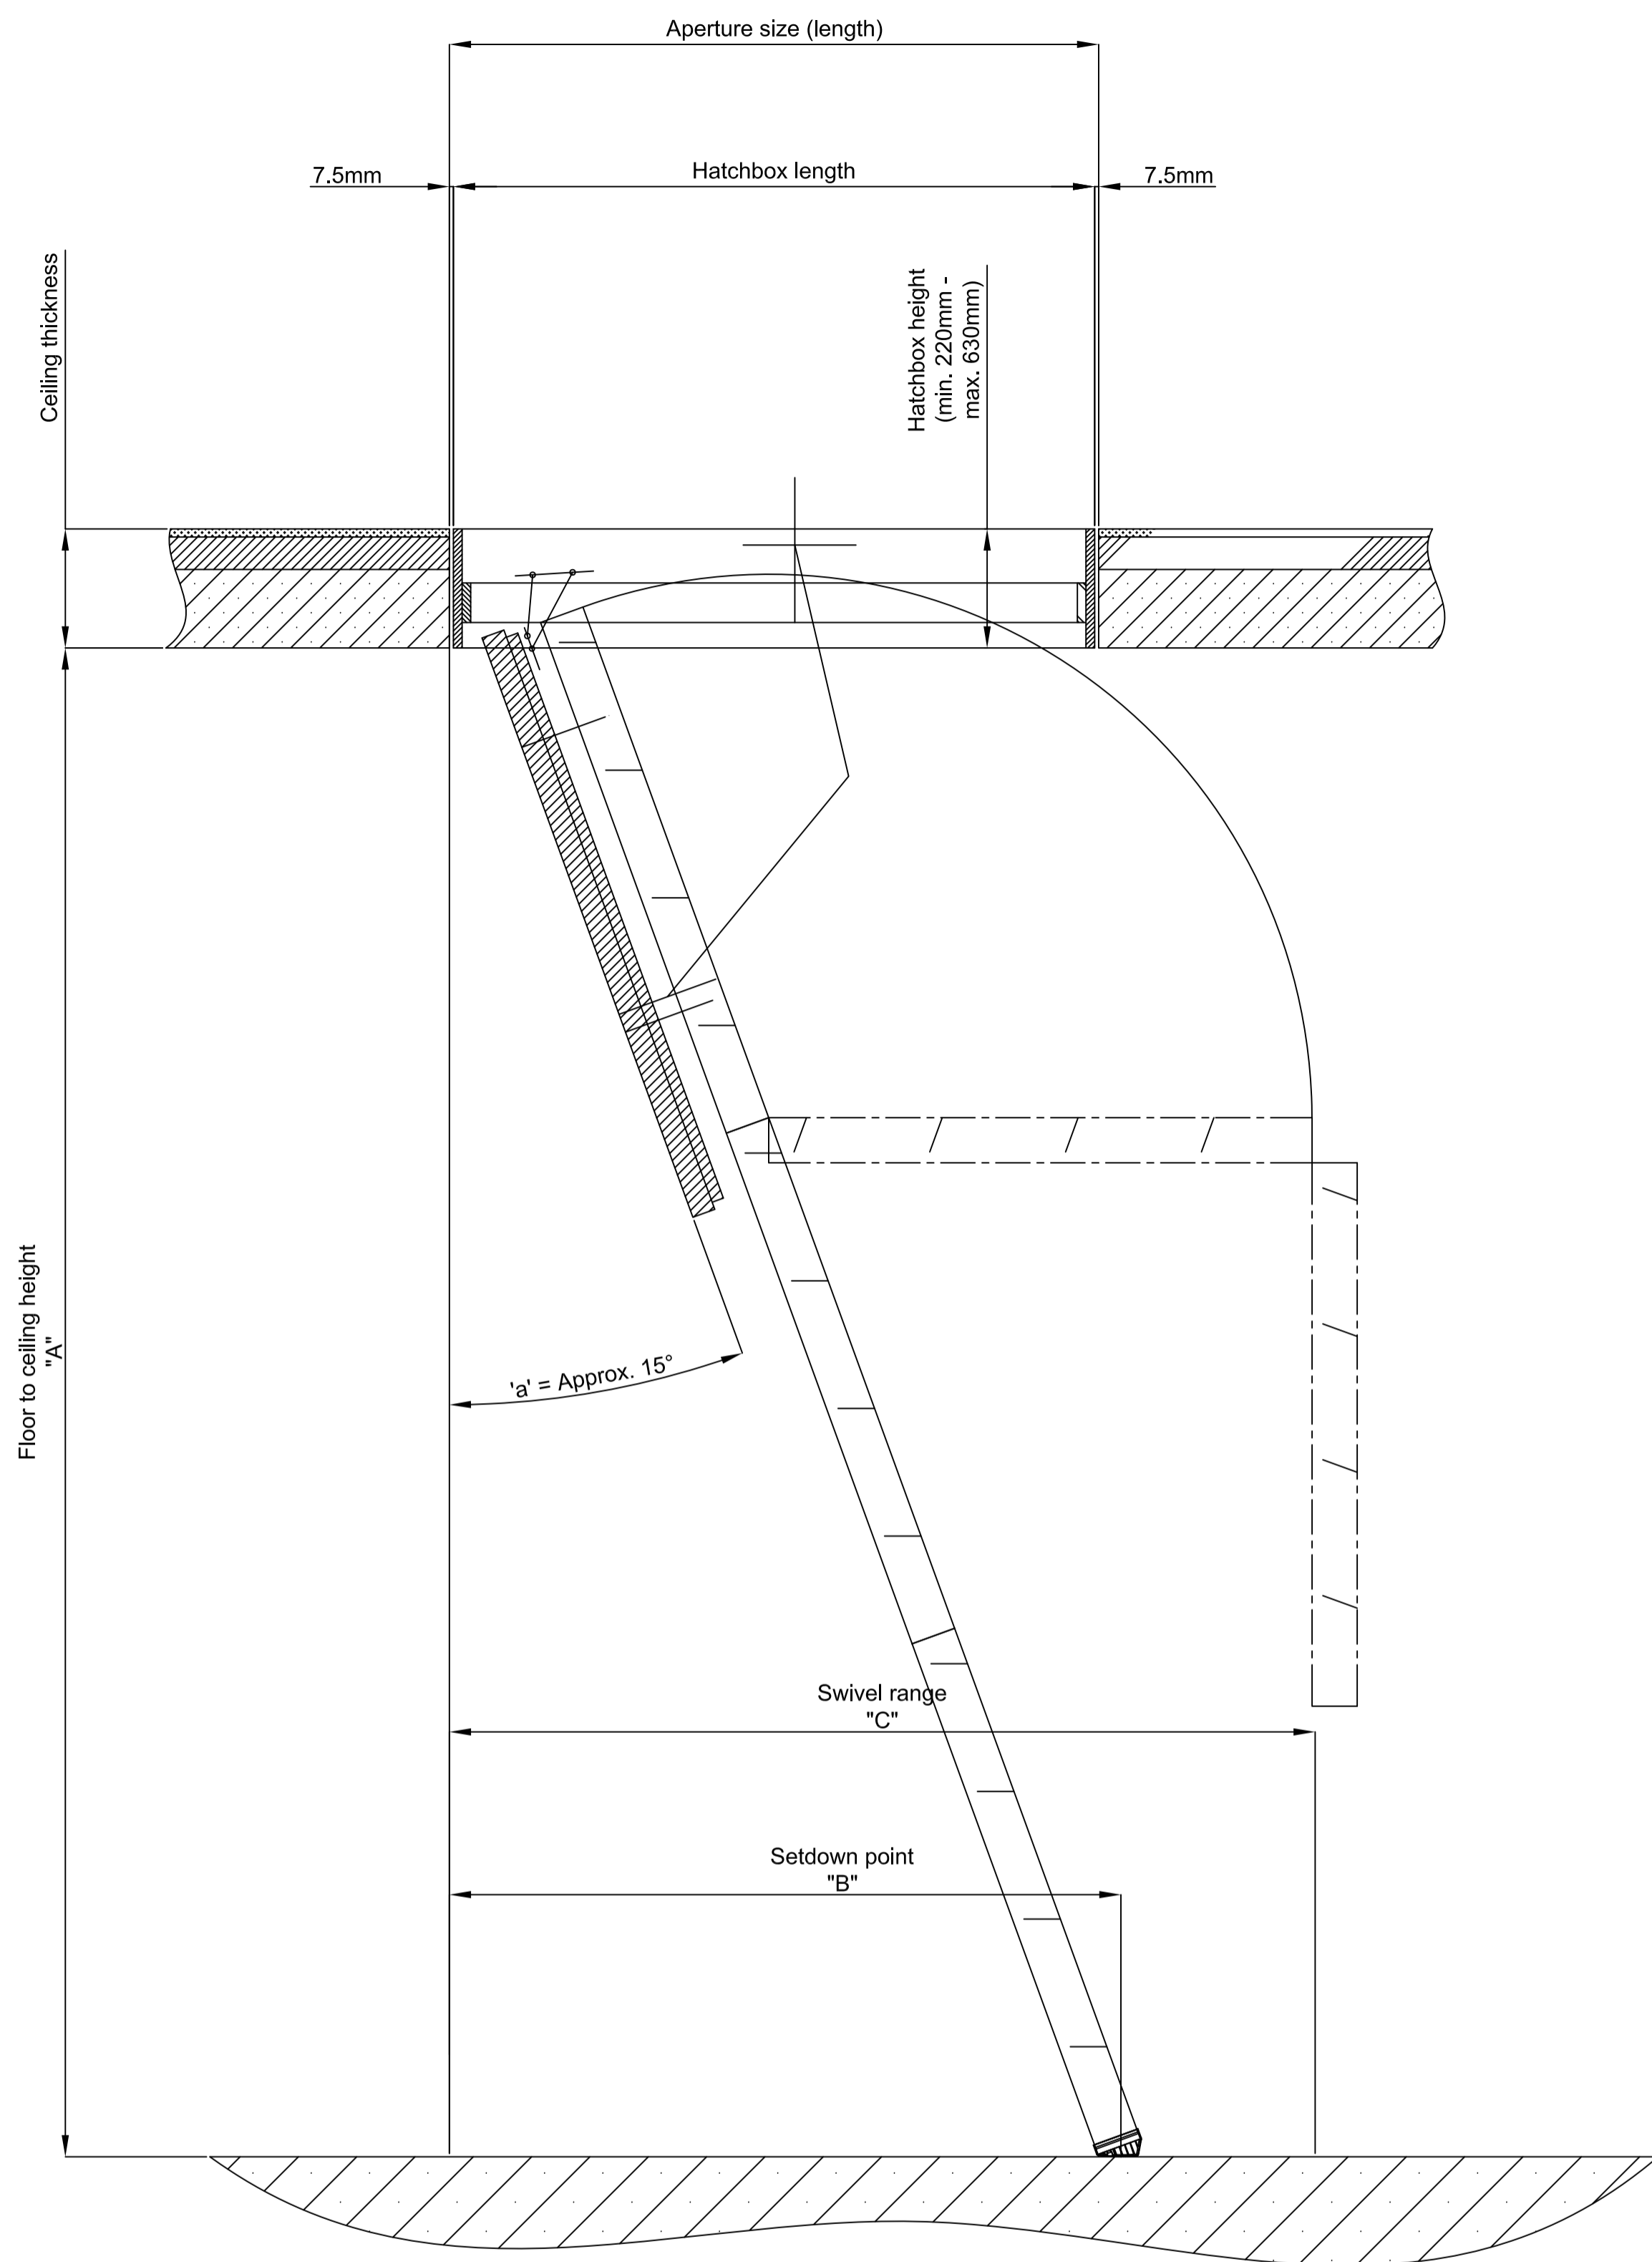 Aperture size (length)
7.5mm
Hatchbox length
7.5mm
Ceiling thickness
Hatchbox height
(min. 220mm -
max. 630mm)
Floor to ceiling height
"A"
'a' = Approx. 15°
Swivel range
"C"
Setdown point
"B"